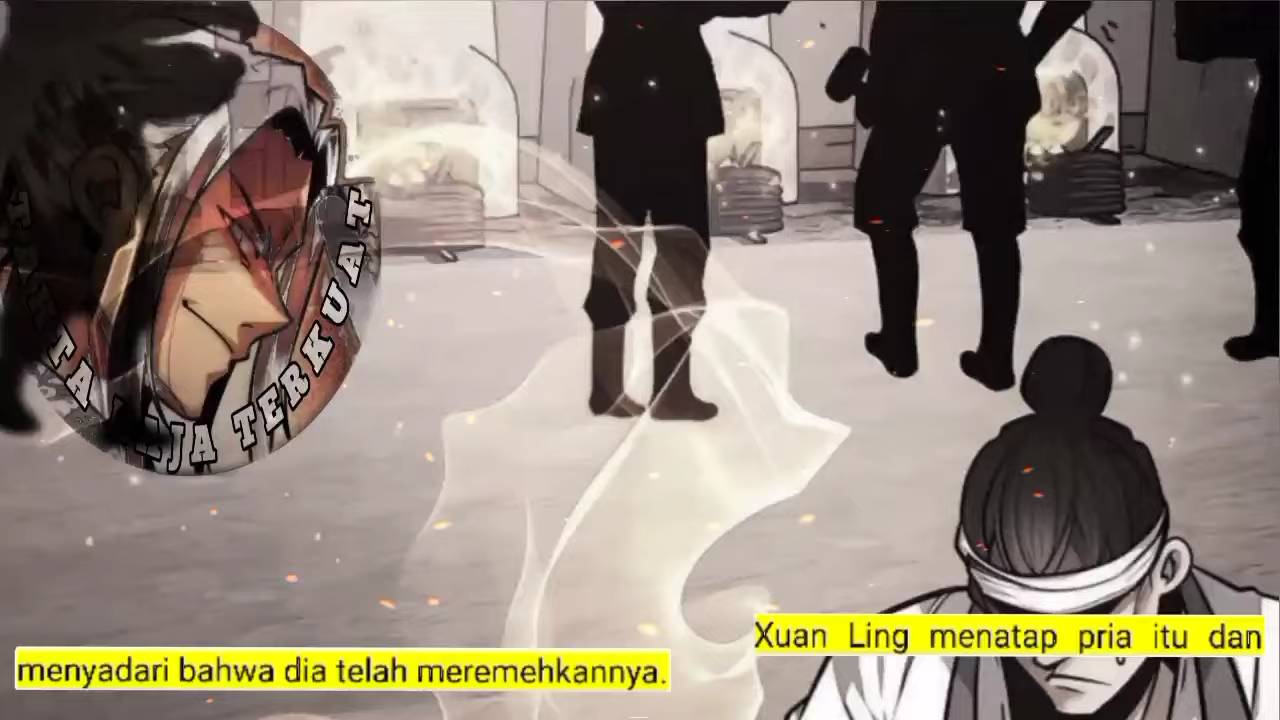 TERKUAT
Xuan Ling menatap pria itu dan
menyadari bahwa dia telah meremehkannya.